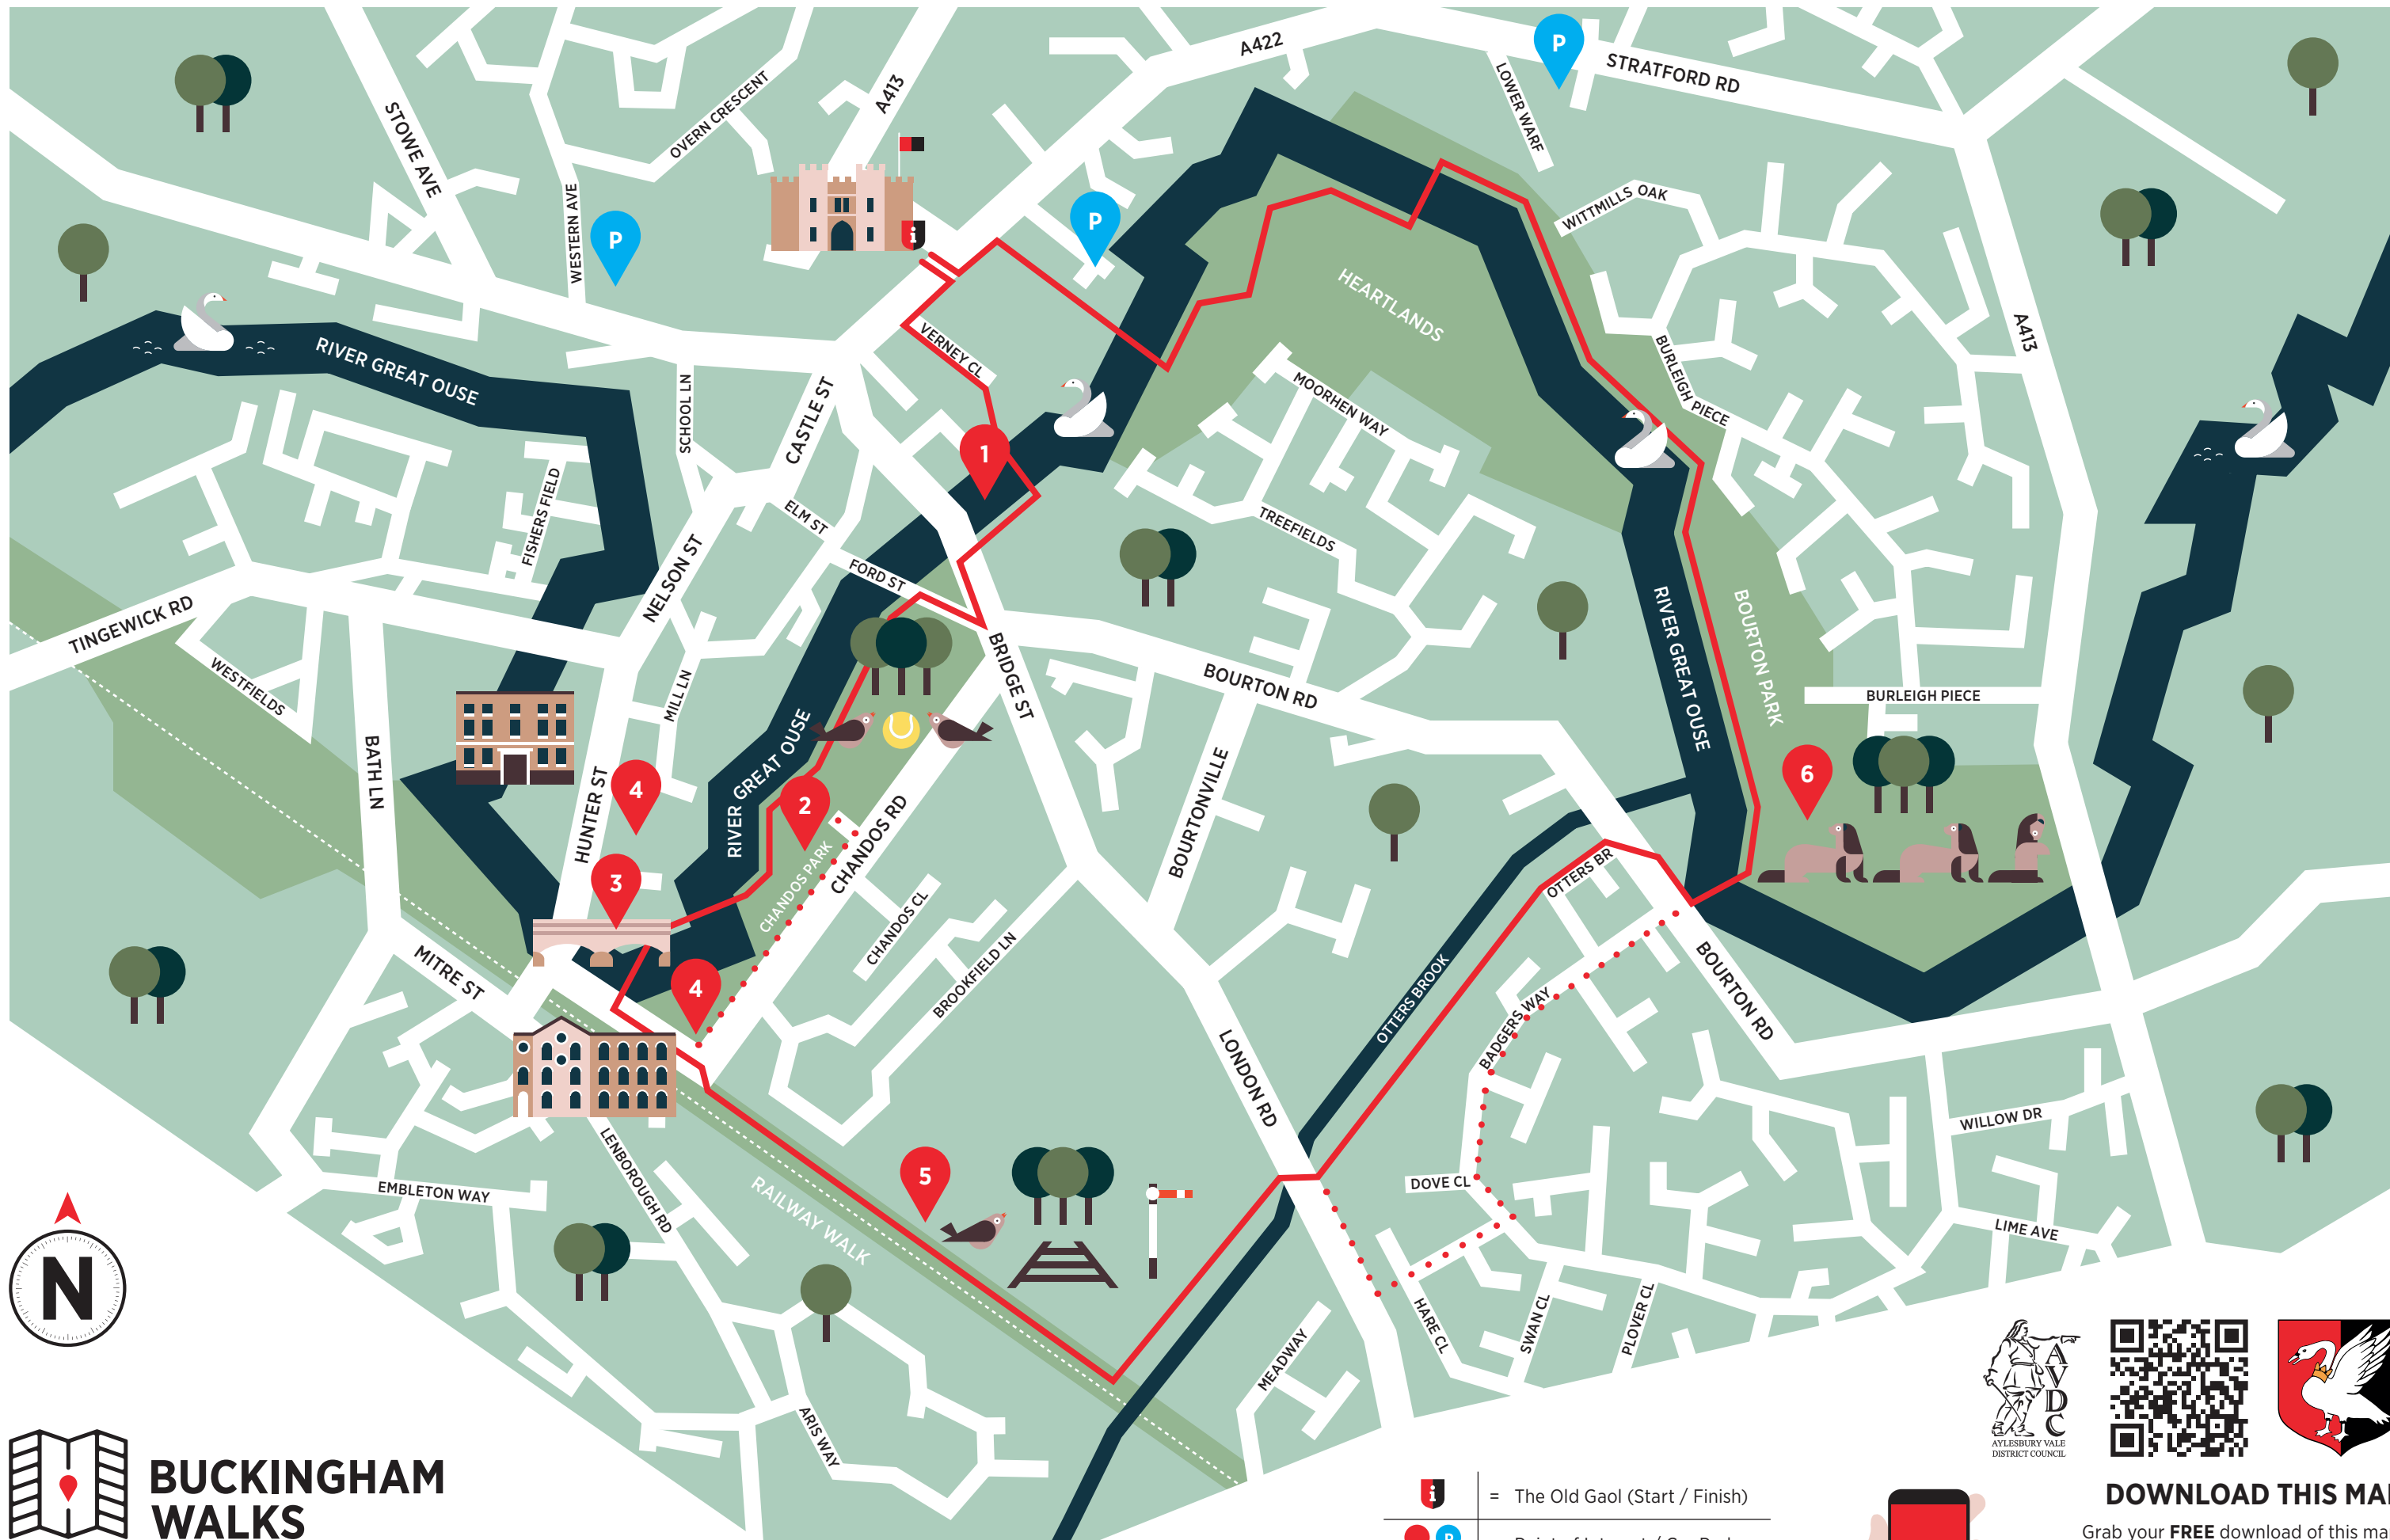 A422
STRATFORD RD
P
LOWER WARF
A413
OVERN CRESCENT
STOWE AVE
WESTERN AVE
P
P
i
WITTMILLS OAK
HEARTLANDS
VERNEY CL
A413
RIVER GREAT OUSE
BURLEIGH PIECE
MOORHEN WAY
SCHOOL LN
CASTLE ST
1
FISHERS FIELD
ELM ST
TREEFIELDS
NELSON ST
FORD ST
TINGEWICK RD
RIVER GREAT OUSE
BOURTON PARK
WESTFIELDS
BRIDGE ST
BOURTON RD
BURLEIGH PIECE
MILL LN
BATH LN
RIVER GREAT OUSE
HUNTER ST
4
2
6
BOURTONVILLE
CHANDOS RD
CHANDOS PARK
3
OTTERS BR
CHANDOS CL
MITRE ST
BROOKFIELD LN
4
BOURTON RD
OTTERS BROOK
BADGERS WAY
LONDON RD
WILLOW DR
LENBOROUGH RD
EMBLETON WAY
5
DOVE CL
RAILWAY WALK
LIME AVE
N
HARE CL
SWAN CL
PLOVER CL
MEADWAY
ARIS WAY
AVDC
AYLESBURY VALE
DISTRICT COUNCIL
BUCKINGHAM
WALKS
i = The Old Gaol (Start / Finish)
P
DOWNLOAD THIS MA
Grab your FREE download of this ma